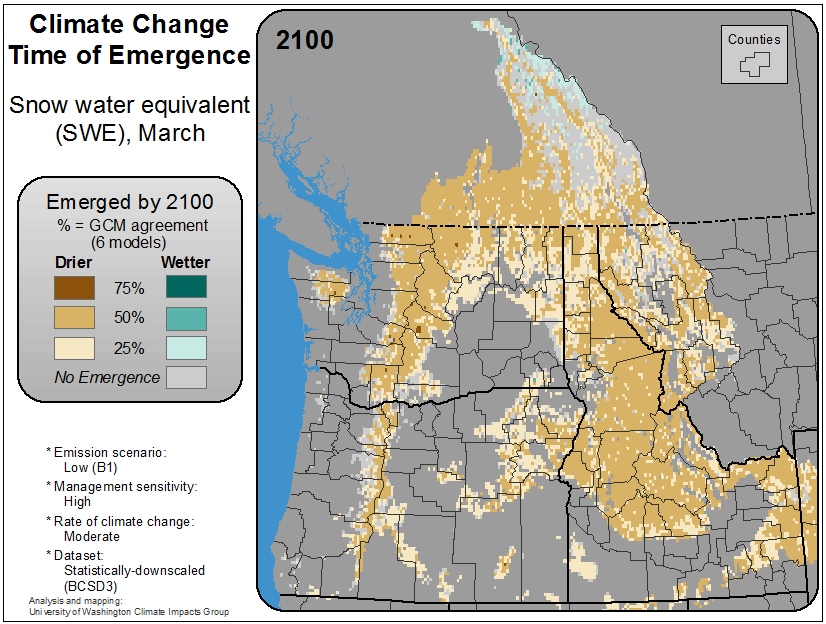 Climate Change
Time of Emergence
Snow water equivalent
(SWE), March
Emerged by 2100
% = GCM agreement
(6 models)
Drier Wetter
75%
50%
25%
No Emergence
* Emission scenario:
Low (B1)
* Management sensitivity:
High
* Rate of climate change:
Moderate
* Dataset:
Statistically-downscaled
(BCSD3)
Analysis and mapping:
University of Washington Climate Impacts Group
2100
Counties